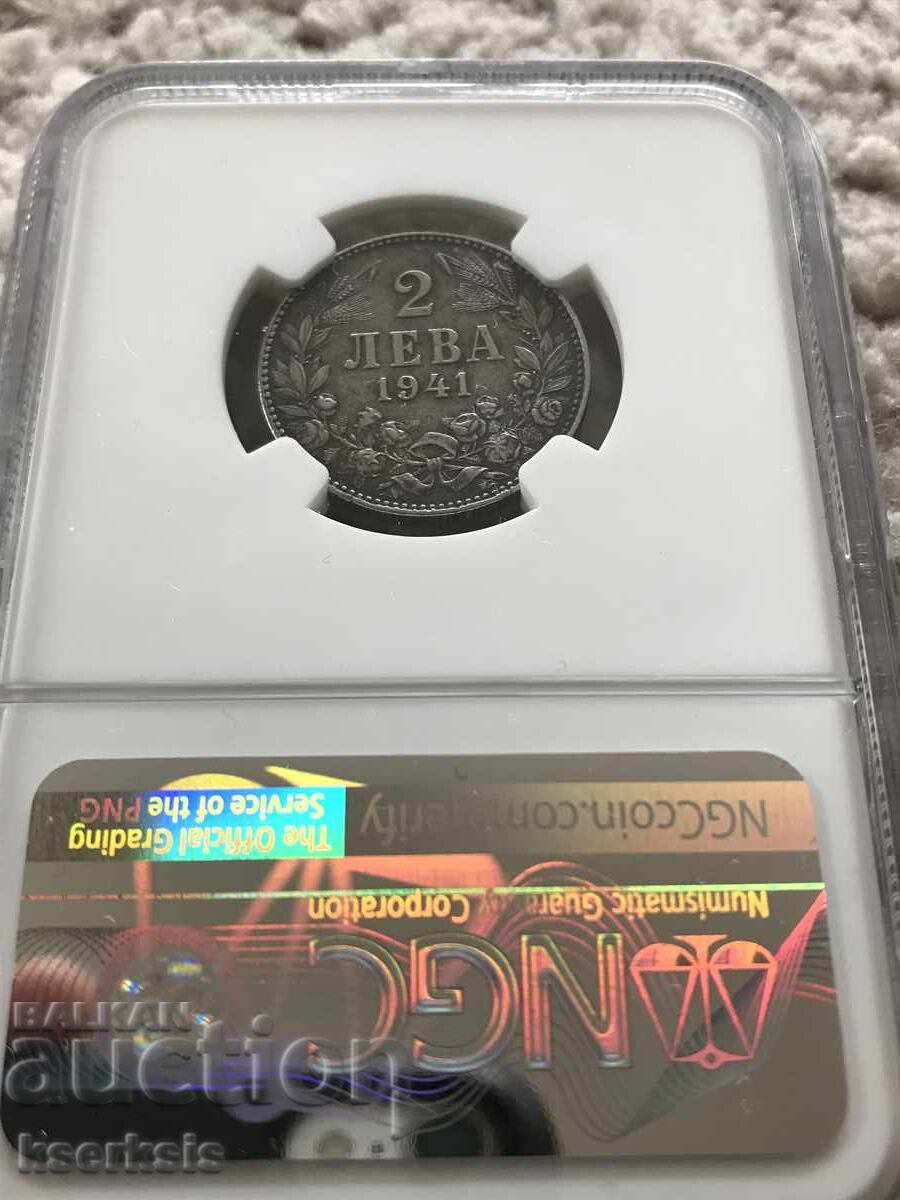 2
ЛЕВА
1941
NGCcoin.com/verify
The Official Grading
Service of the PNG
Numismatic Guaranty
Corporation
NGC
BALKAN
auction
kserksis